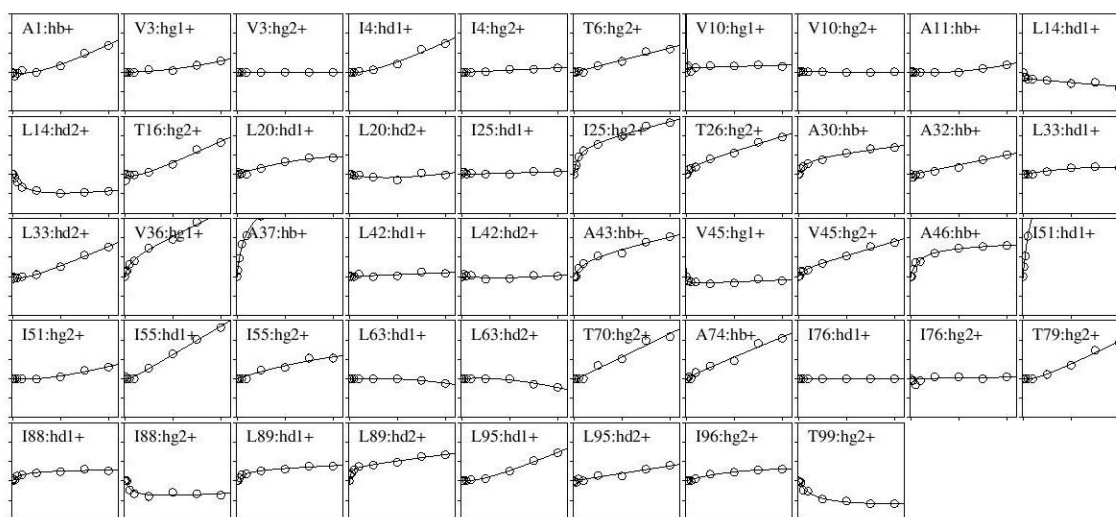 A1:hb+ V3:hg1+ V3:hg2+ I4:hd1+ I4:hg2+ T6:hg2+ V10:hg1+ V10:hg2+ A11:hb+ L14:hd1+
L14:hd2+ T16:hg2+ L20:hd1+ L20:hd2+ I25:hd1+ I25:hg2+ T26:hg2+ A30:hb+ A32:hb+ L33:hd1+
L33:hd2+ V36:hg1+ A37:hb+ L42:hd1+ L42:hd2+ A43:hb+ V45:hg1+ V45:hg2+ A46:hb+ I51:hd1+
I51:hg2+ I55:hd1+ I55:hg2+ L63:hd1+ L63:hd2+ T70:hg2+ A74:hb+ I76:hd1+ I76:hg2+ T79:hg2+
I88:hd1+ I88:hg2+ L89:hd1+ L89:hd2+ L95:hd1+ L95:hd2+ I96:hg2+ T99:hg2+